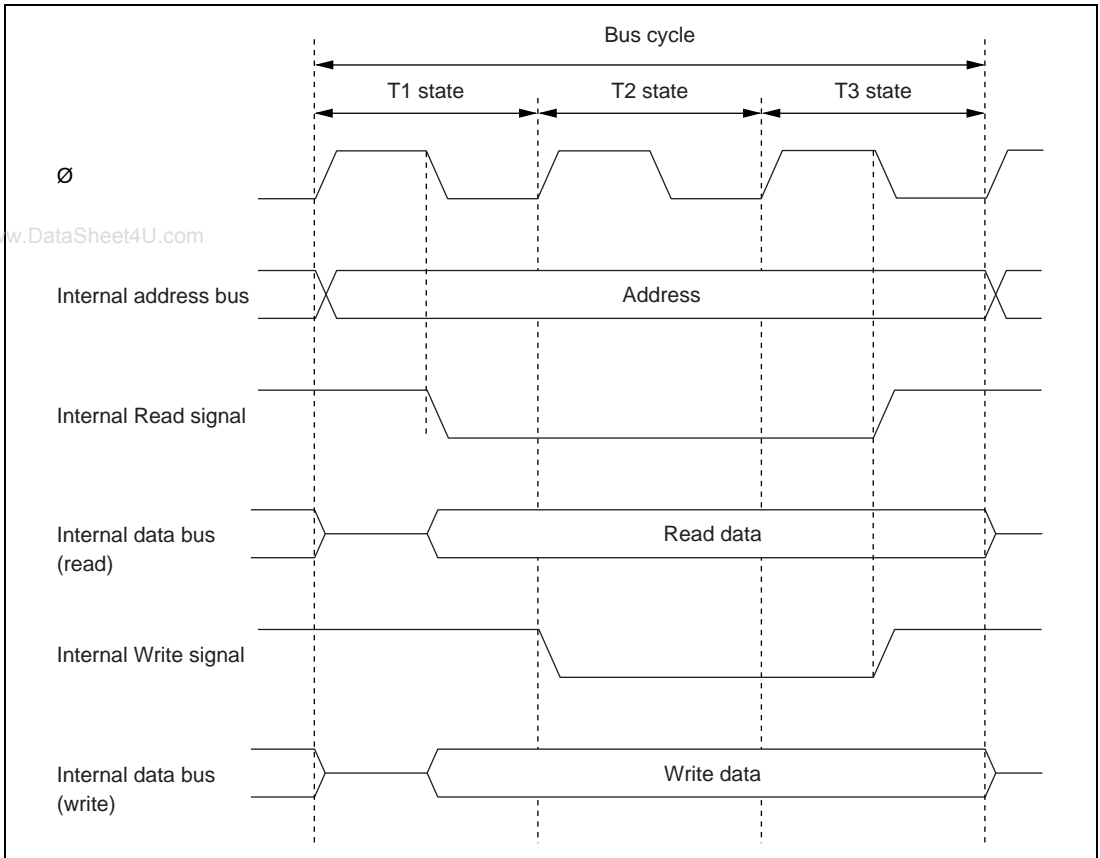 Bus cycle
T1 state T2 state T3 state
Ø
w.DataSheet4U.com
Internal address bus
Address
Internal Read signal
Internal data bus
(read)
Read data
Internal Write signal
Internal data bus
(write)
Write data